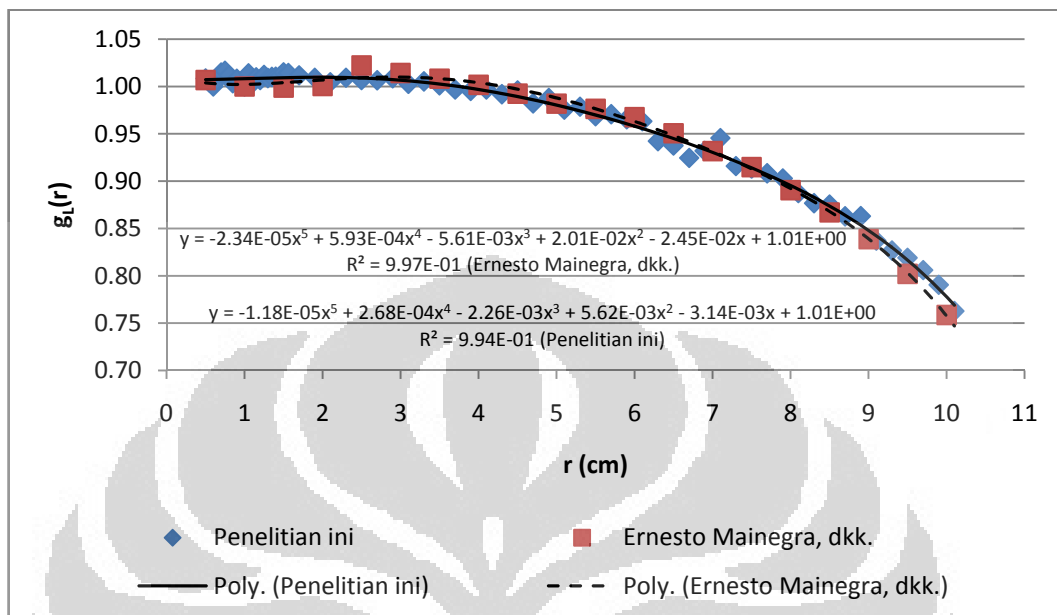 1.05
1.00
0.95
0.90
0.85
0.80
0.75
0.70
g_L(r)
y = -2.34E-05x⁵ + 5.93E-04x⁴ - 5.61E-03x³ + 2.01E-02x² - 2.45E-02x + 1.01E+00
R² = 9.97E-01 (Ernesto Mainegra, dkk.)
y = -1.18E-05x⁵ + 2.68E-04x⁴ - 2.26E-03x³ + 5.62E-03x² - 3.14E-03x + 1.01E+00
R² = 9.94E-01 (Penelitian ini)
0 1 2 3 4 5 6 7 8 9 10 11
r (cm)
Penelitian ini Ernesto Mainegra, dkk.
Poly. (Penelitian ini) Poly. (Ernesto Mainegra, dkk.)